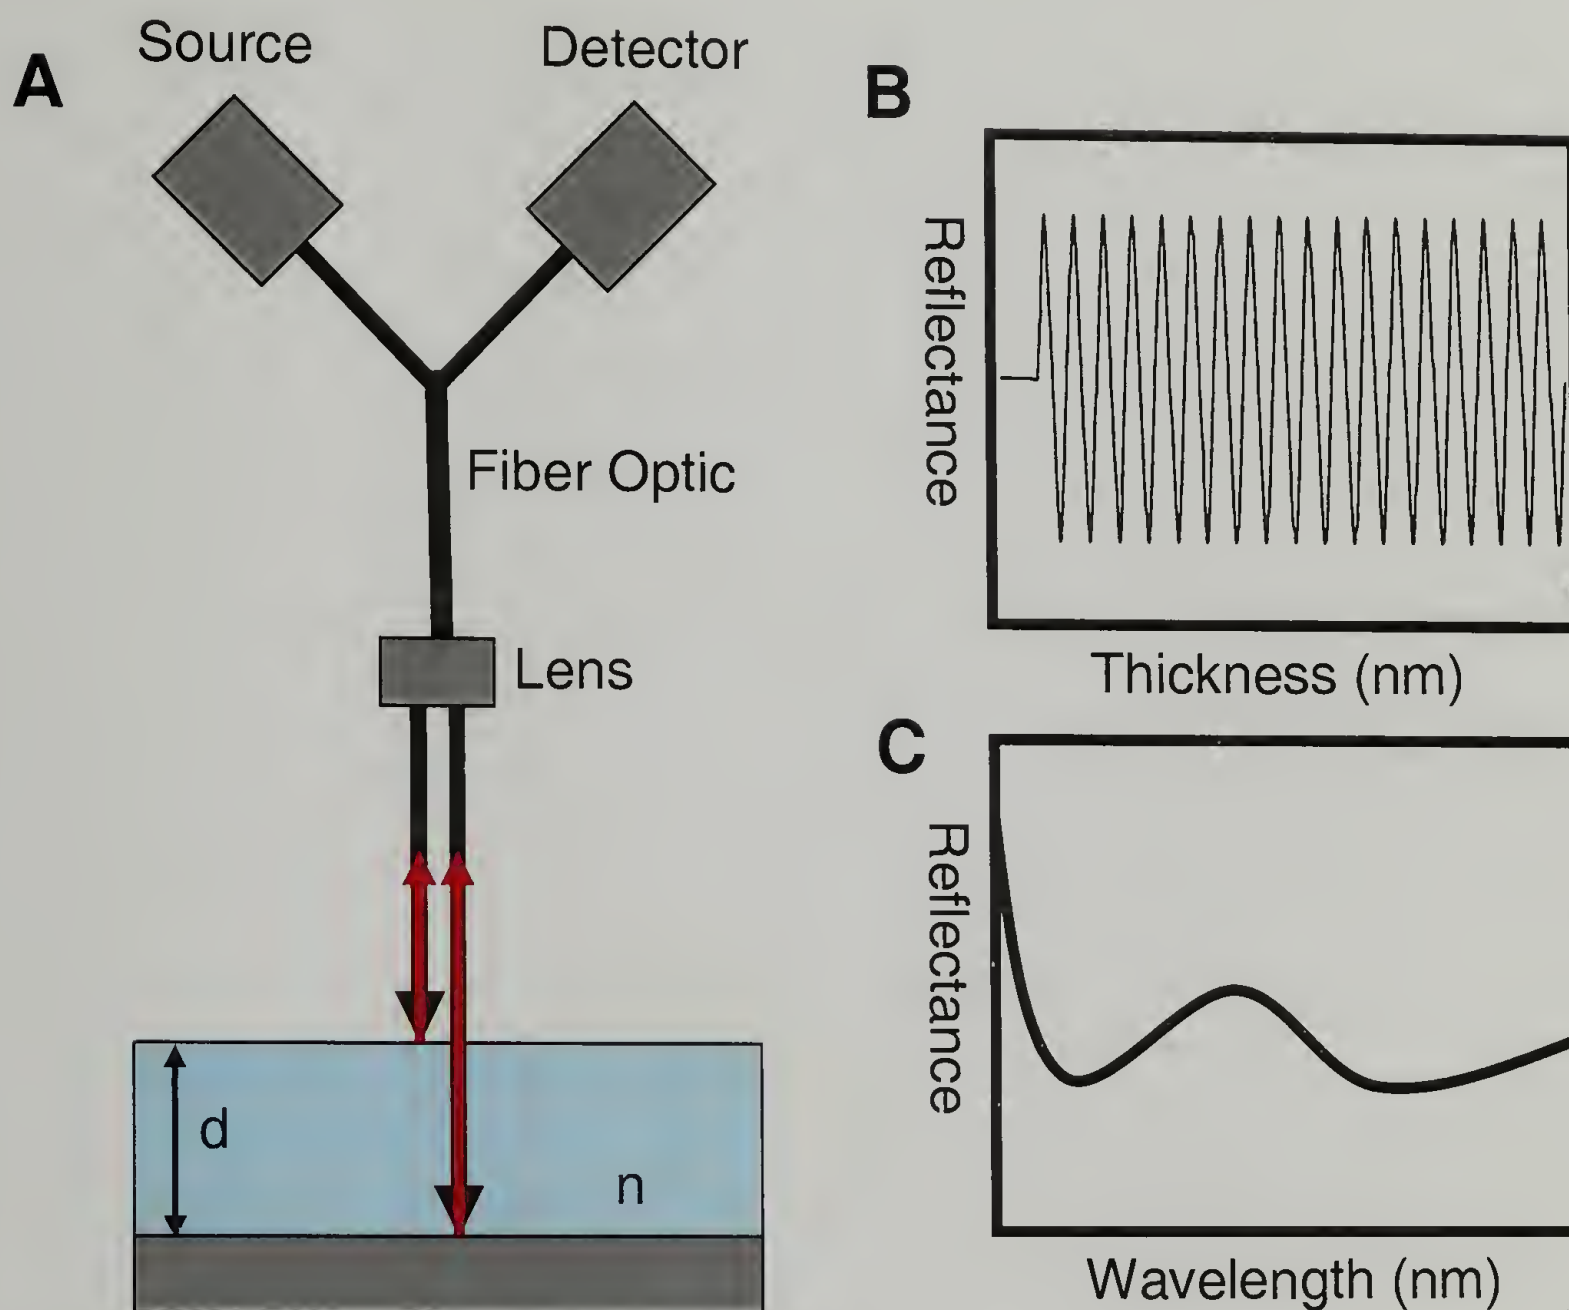 A
Source
Detector
Fiber Optic
Lens
d
n
B
Reflectance
Thickness (nm)
C
Reflectance
Wavelength (nm)